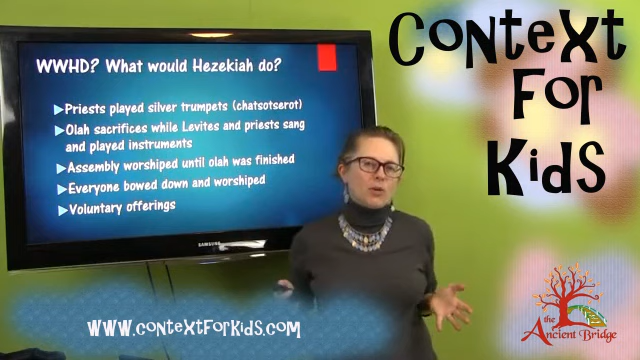 WWHD? What would Hezekiah do?
Priests played silver trumpets (chatsotserot)
Olah sacrifices while Levites and priests sang
and played instruments
Assembly worshiped until olah was finished
Everyone bowed down and worshiped
Voluntary offerings
SAMSUNG
Context
For
Kids
www.contextforkids.com
the
Ancient Bridge